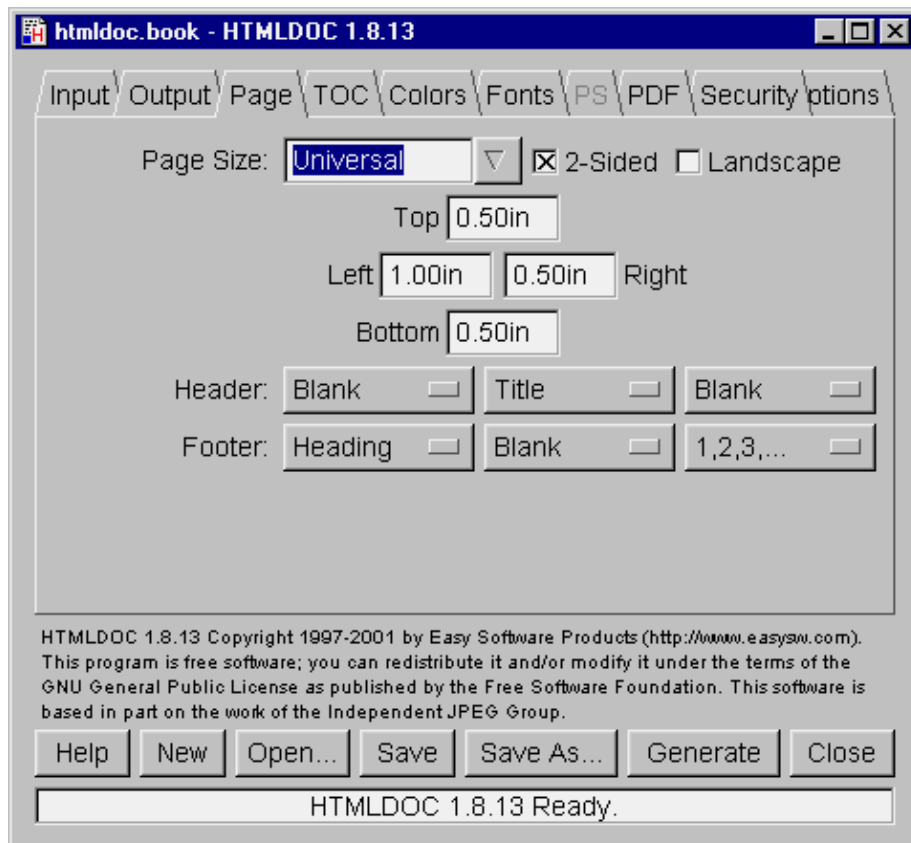 htmldoc.book - HTMLDOC 1.8.13
Input Output Page TOC Colors Fonts PS PDF Security ptions
Page Size: Universal 2-Sided Landscape
Top 0.50in
Left 1.00in 0.50in Right
Bottom 0.50in
Header: Blank Title Blank
Footer: Heading Blank 1,2,3,...
HTMLDOC 1.8.13 Copyright 1997-2001 by Easy Software Products (http://www.easysw.com).
This program is free software; you can redistribute it and/or modify it under the terms of the
GNU General Public License as published by the Free Software Foundation. This software is
based in part on the work of the Independent JPEG Group.
Help New Open... Save Save As... Generate Close
HTMLDOC 1.8.13 Ready.